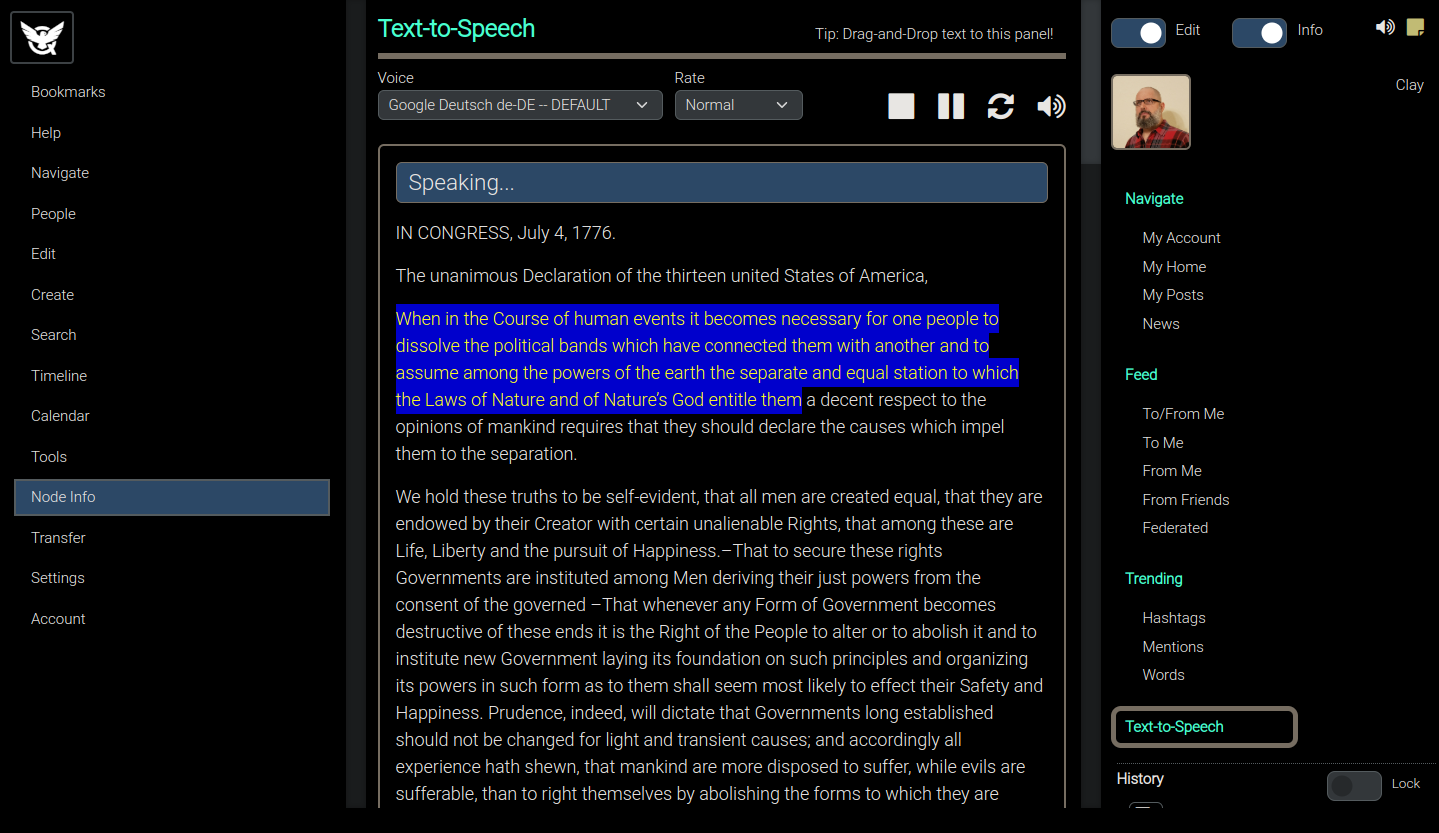 Bookmarks
Help
Navigate
People
Edit
Create
Search
Timeline
Calendar
Tools
Node Info
Transfer
Settings
Account
Text-to-Speech
Tip: Drag-and-Drop text to this panel!
Voice
Rate
Google Deutsch de-DE -- DEFAULT
Normal
Speaking...
IN CONGRESS, July 4, 1776.
The unanimous Declaration of the thirteen united States of America,
When in the Course of human events it becomes necessary for one people to
dissolve the political bands which have connected them with another and to
assume among the powers of the earth the separate and equal station to which
the Laws of Nature and of Nature's God entitle them a decent respect to the
opinions of mankind requires that they should declare the causes which impel
them to the separation.
We hold these truths to be self-evident, that all men are created equal, that they are
endowed by their Creator with certain unalienable Rights, that among these are
Life, Liberty and the pursuit of Happiness.–That to secure these rights
Governments are instituted among Men deriving their just powers from the
consent of the governed –That whenever any Form of Government becomes
destructive of these ends it is the Right of the People to alter or to abolish it and to
institute new Government laying its foundation on such principles and organizing
its powers in such form as to them shall seem most likely to effect their Safety and
Happiness. Prudence, indeed, will dictate that Governments long established
should not be changed for light and transient causes; and accordingly all
experience hath shewn, that mankind are more disposed to suffer, while evils are
sufferable, than to right themselves by abolishing the forms to which they are
Edit
Info
Clay
Navigate
My Account
My Home
My Posts
News
Feed
To/From Me
To Me
From Me
From Friends
Federated
Trending
Hashtags
Mentions
Words
Text-to-Speech
History
Lock